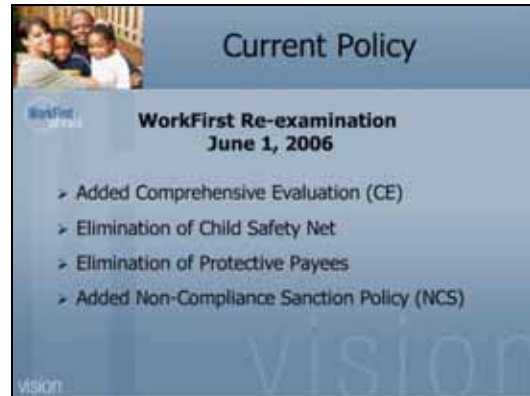 Current Policy
WorkFirst
WorkFirst Re-examination
June 1, 2006
➢ Added Comprehensive Evaluation (CE)
➢ Elimination of Child Safety Net
➢ Elimination of Protective Payees
➢ Added Non-Compliance Sanction Policy (NCS)
vision
vision